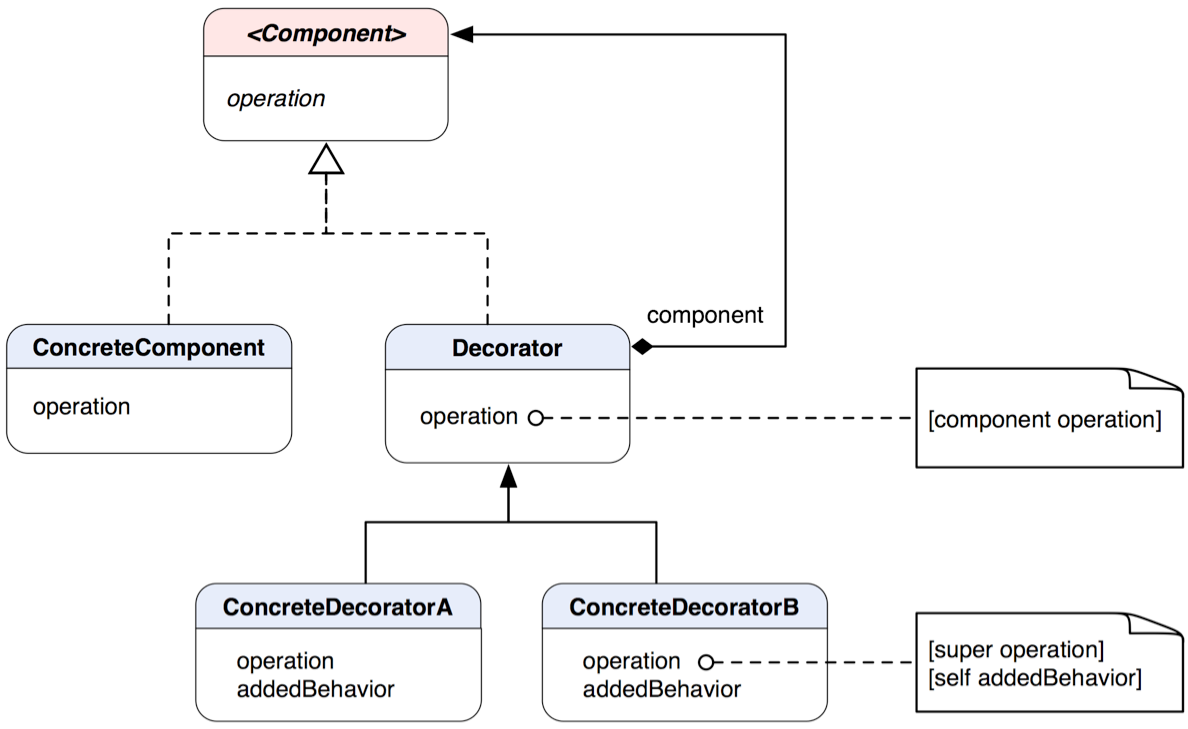 <Component>
operation
component
ConcreteComponent
operation
Decorator
operation
[component operation]
ConcreteDecoratorA
operation
addedBehavior
ConcreteDecoratorB
operation
addedBehavior
[super operation]
[self addedBehavior]